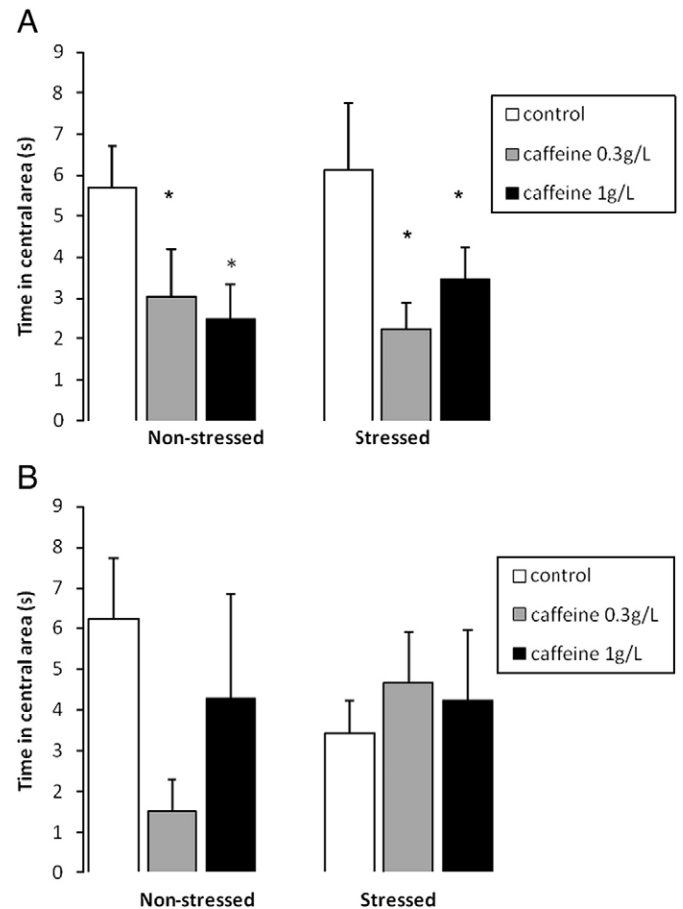 A
9
8
7
6
5
4
3
2
1
0
Time in central area (s)
control
caffeine 0.3g/L
caffeine 1g/L
*
*
*
*
Non-stressed
Stressed
B
9
8
7
6
5
4
3
2
1
0
Time in central area (s)
control
caffeine 0.3g/L
caffeine 1g/L
Non-stressed
Stressed